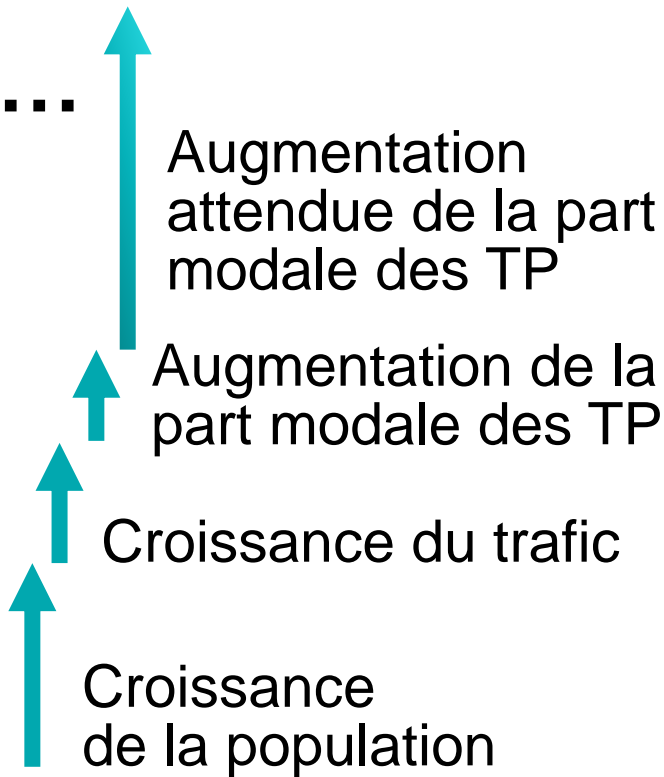 ...
Augmentation
attendue de la part
modale des TP
Augmentation de la
part modale des TP
Croissance du trafic
Croissance
de la population